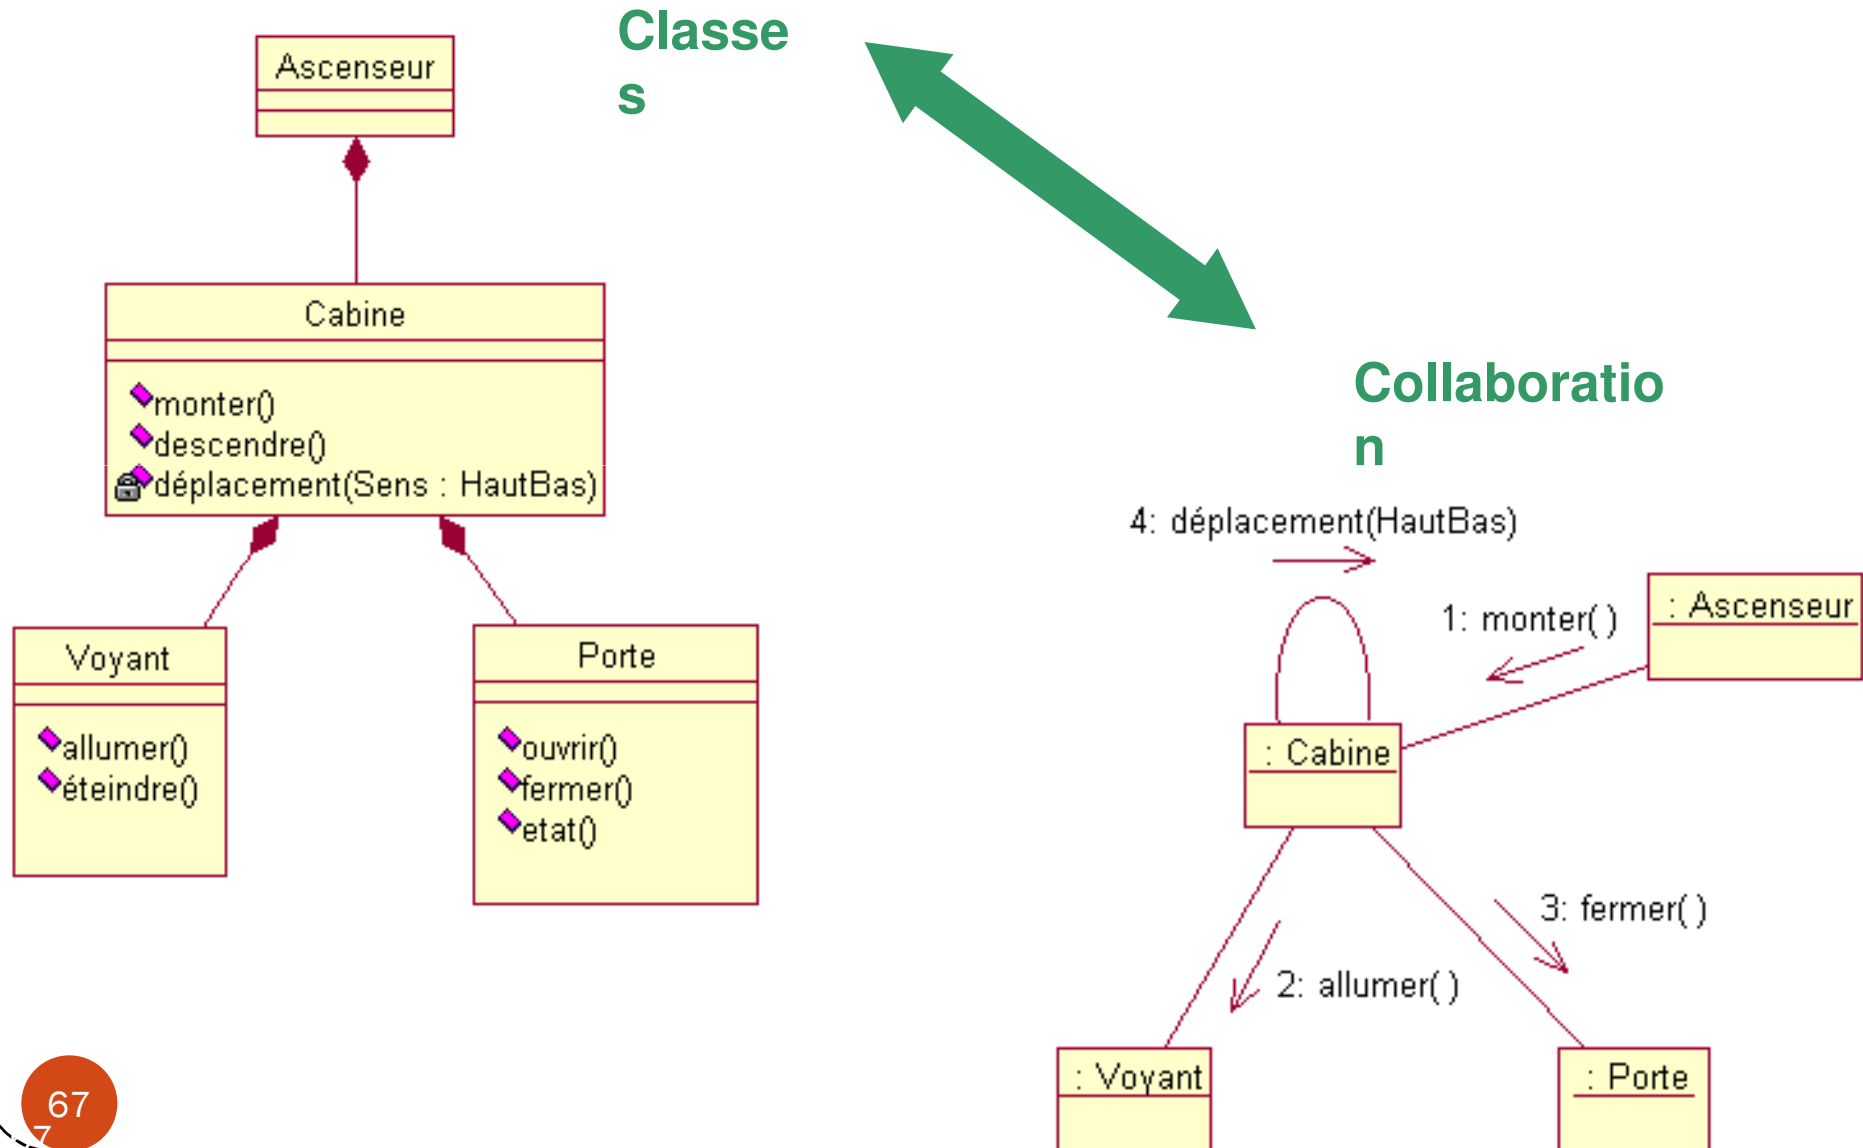 Classe
s
Ascenseur
Cabine
monter()
descendre()
déplacement(Sens : HautBas)
Voyant
allumer()
éteindre()
Porte
ouvrir()
fermer()
etat()
Collaboratio
n
4: déplacement(HautBas)
1: monter( )
: Ascenseur
: Cabine
3: fermer( )
2: allumer( )
: Voyant
: Porte
67
7